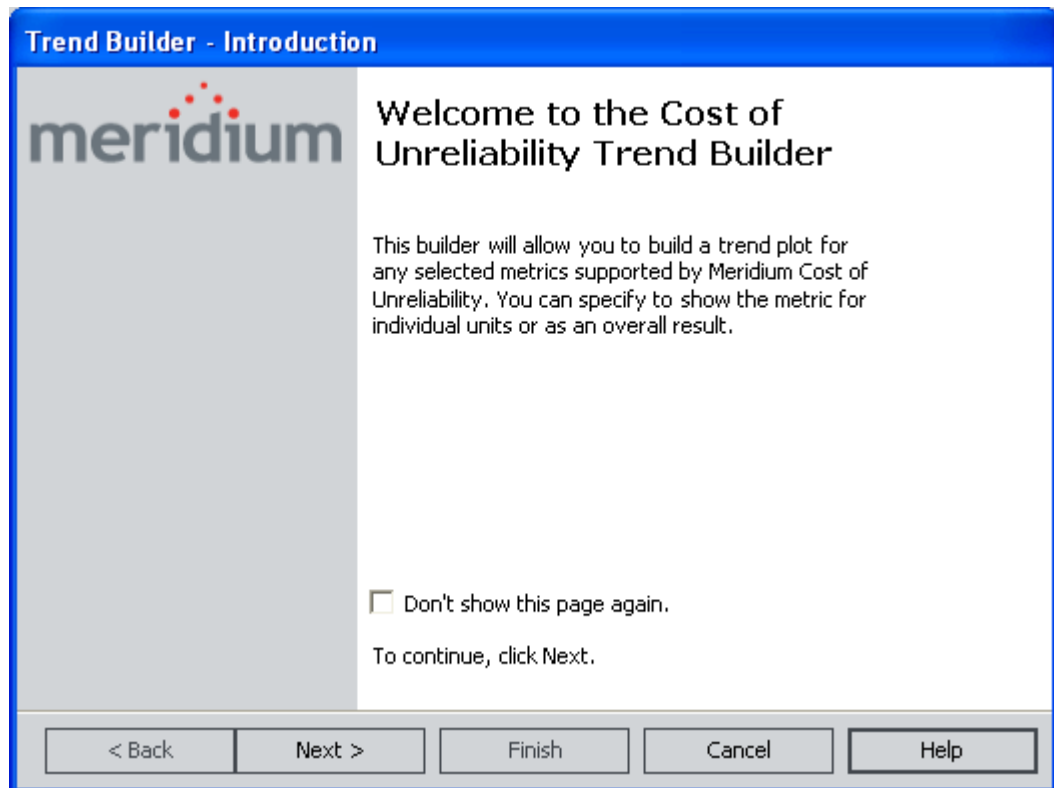 Trend Builder - Introduction
meridium
Welcome to the Cost of
Unreliability Trend Builder
This builder will allow you to build a trend plot for
any selected metrics supported by Meridium Cost of
Unreliability. You can specify to show the metric for
individual units or as an overall result.
Don't show this page again.
To continue, click Next.
< Back
Next >
Finish
Cancel
Help